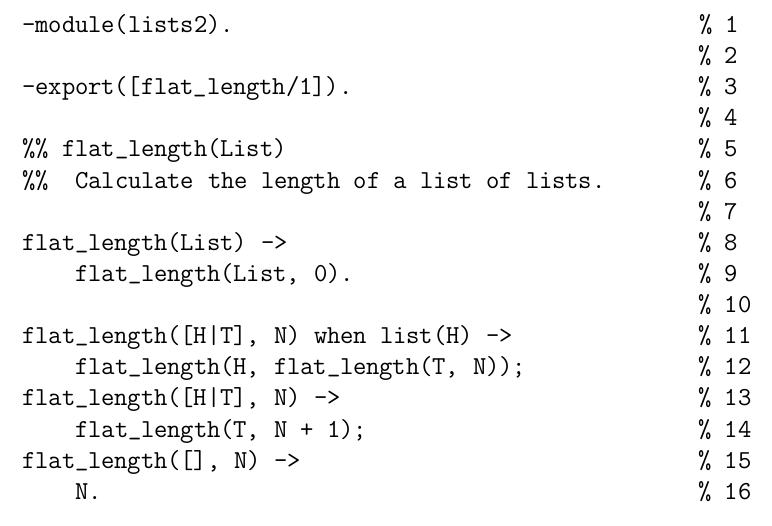 -module(lists2). % 1
% 2
-export([flat_length/1]). % 3
% 4
%% flat_length(List) % 5
%%  Calculate the length of a list of lists. % 6
% 7
flat_length(List) -> % 8
    flat_length(List, 0). % 9
% 10
flat_length([H|T], N) when list(H) -> % 11
    flat_length(H, flat_length(T, N)); % 12
flat_length([H|T], N) -> % 13
    flat_length(T, N + 1); % 14
flat_length([], N) -> % 15
    N. % 16